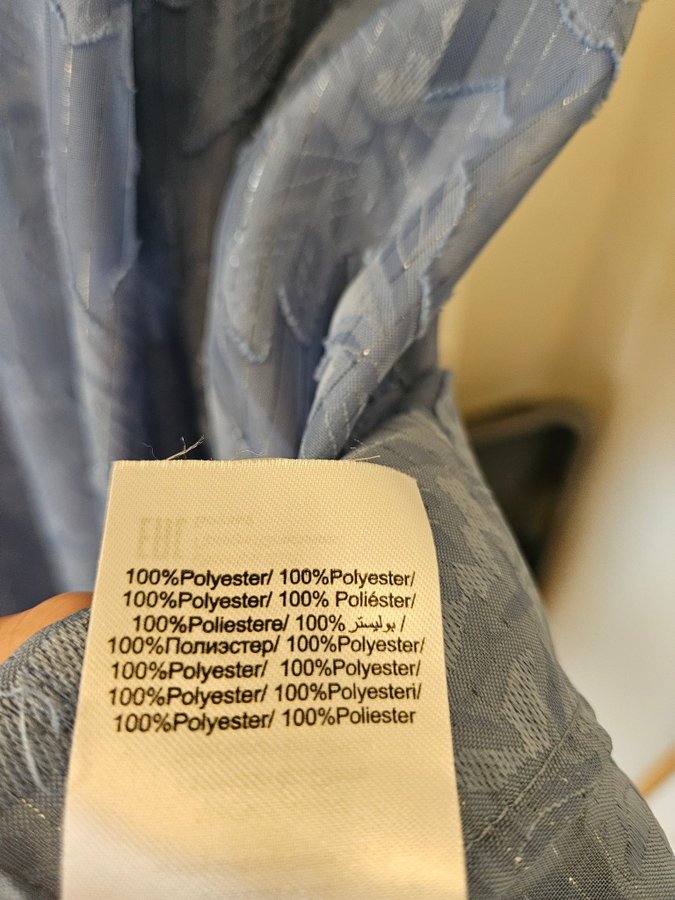 100%Polyester/ 100%Polyester/
100%Polyester/ 100% Poliéster/
100%Poliestere/ 100% بوليستر /
100%Полиэстер/ 100%Polyester/
100%Polyester/ 100%Polyester/
100%Polyester/ 100%Polyesteri/
100%Polyester/ 100%Poliester